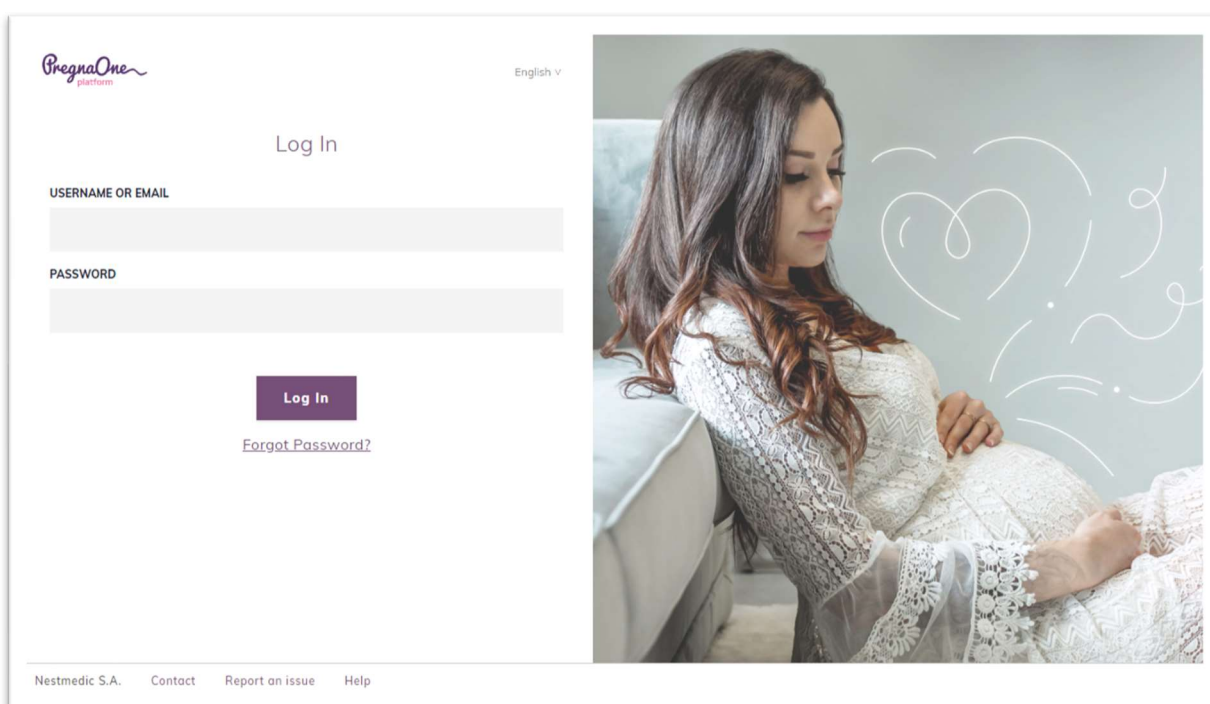 PregnaOne
platform
English
Log In
USERNAME OR EMAIL
PASSWORD
Log In
Forgot Password?
Nestmedic S.A. Contact Report an issue Help